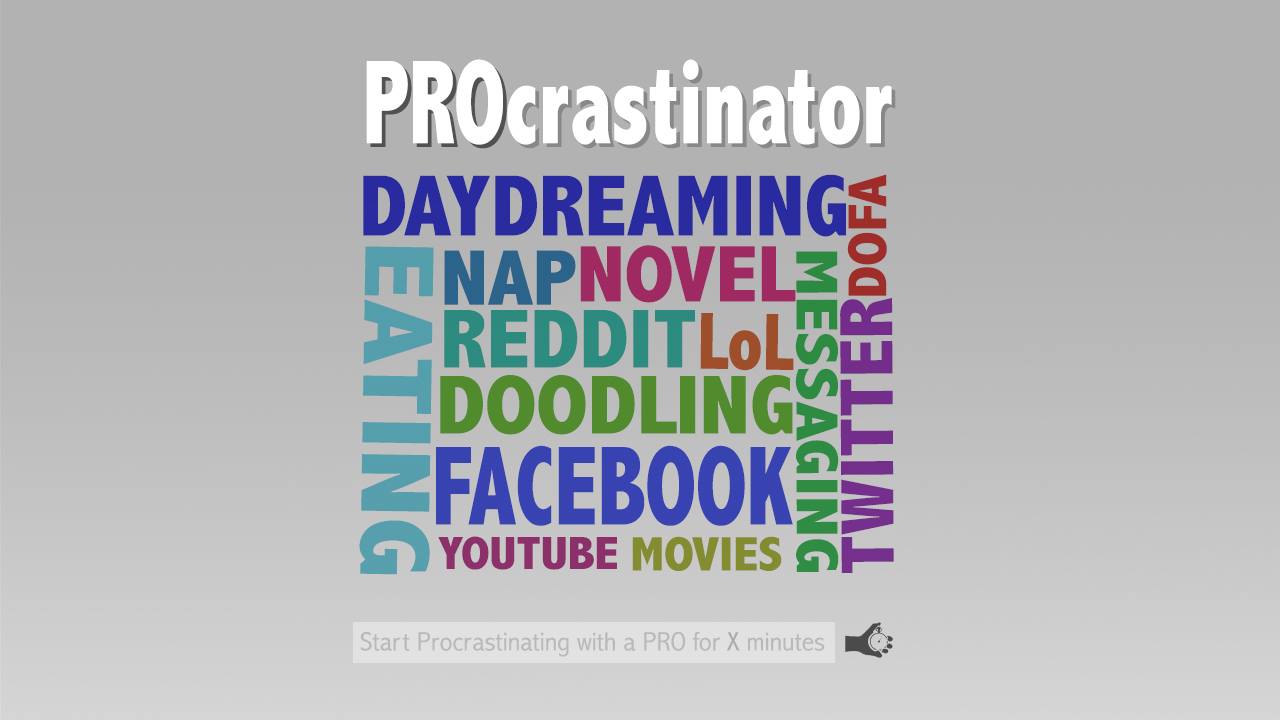 PROcrastinator
DAYDREAMING
DOFA
EATING
NAP
NOVEL
MESSAGING
TWITTER
REDDIT
LoL
DOODLING
FACEBOOK
YOUTUBE
MOVIES
Start Procrastinating with a PRO for X minutes